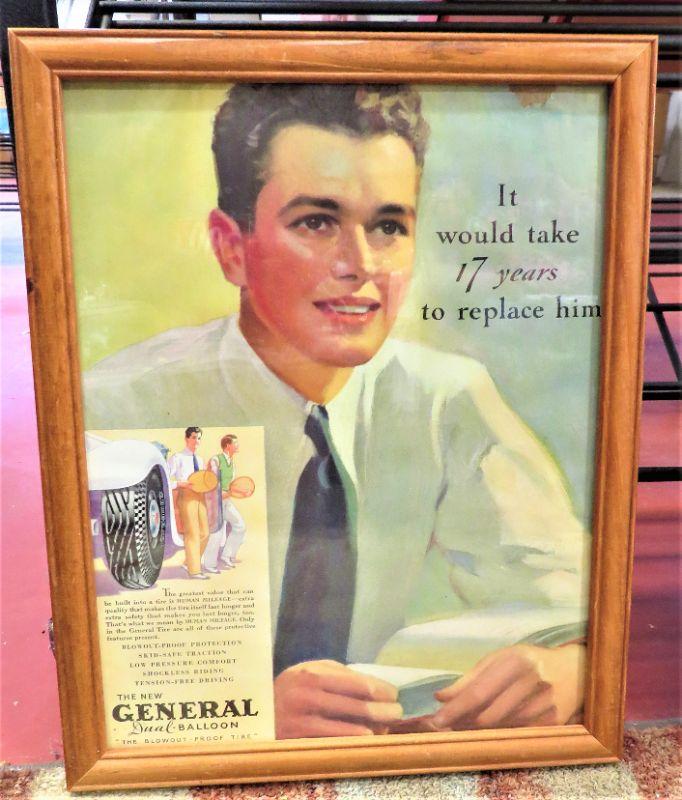 It
would take
17 years
to replace him
The greatest value that can
be built into a tire is HUMAN MILEAGE—extra
quality that makes the tire itself last longer and
extra safety that makes you last longer, too.
That's what we mean by HUMAN MILEAGE. Only
in the General Tire are all of these protective
features present.
BLOWOUT-PROOF PROTECTION
SKID-SAFE TRACTION
LOW PRESSURE COMFORT
SHOCKLESS RIDING
TENSION-FREE DRIVING
THE NEW
GENERAL
Dual-BALLOON
"THE BLOWOUT-PROOF TIRE"